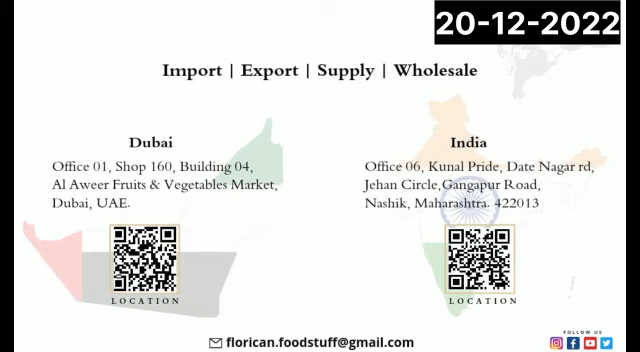 20-12-2022
Import | Export | Supply | Wholesale
Dubai
Office 01, Shop 160, Building 04,
Al Aweer Fruits & Vegetables Market,
Dubai, UAE.
LOCATION
India
Office 06, Kunal Pride, Date Nagar rd,
Jehan Circle,Gangapur Road,
Nashik, Maharashtra. 422013
LOCATION
florican.foodstuff@gmail.com
FOLLOW US